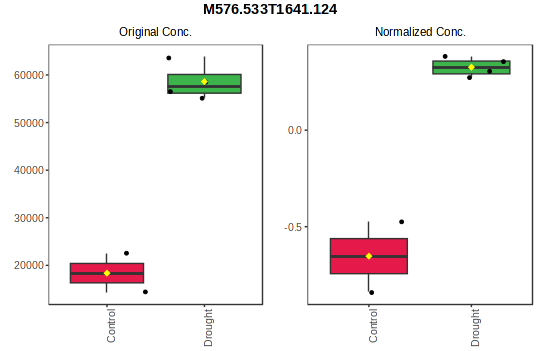 M576.533T1641.124
Original Conc.
Normalized Conc.
60000
50000
40000
30000
20000
0.0
-0.5
Control
Drought
Control
Drought